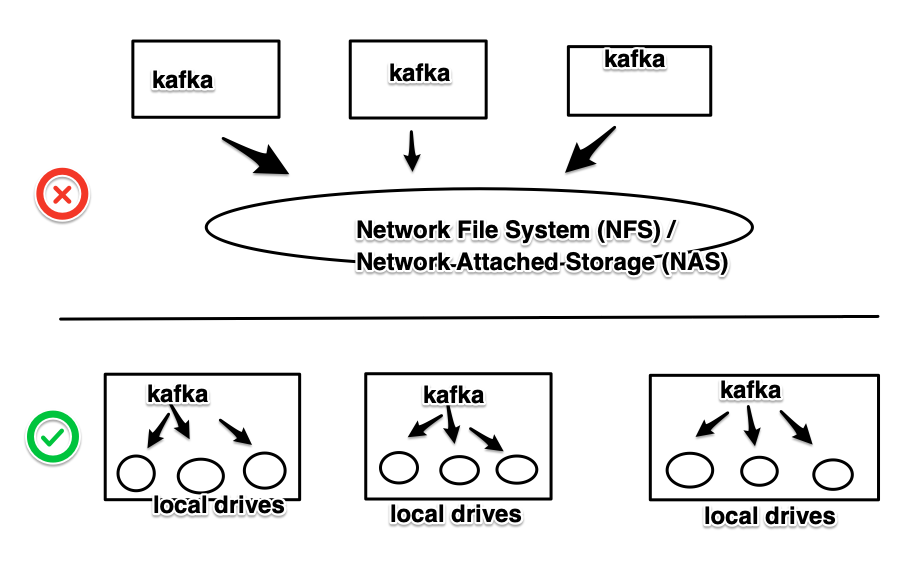 kafka
kafka
kafka
Network File System (NFS) /
Network Attached Storage (NAS)
kafka
kafka
kafka
local drives
local drives
local drives